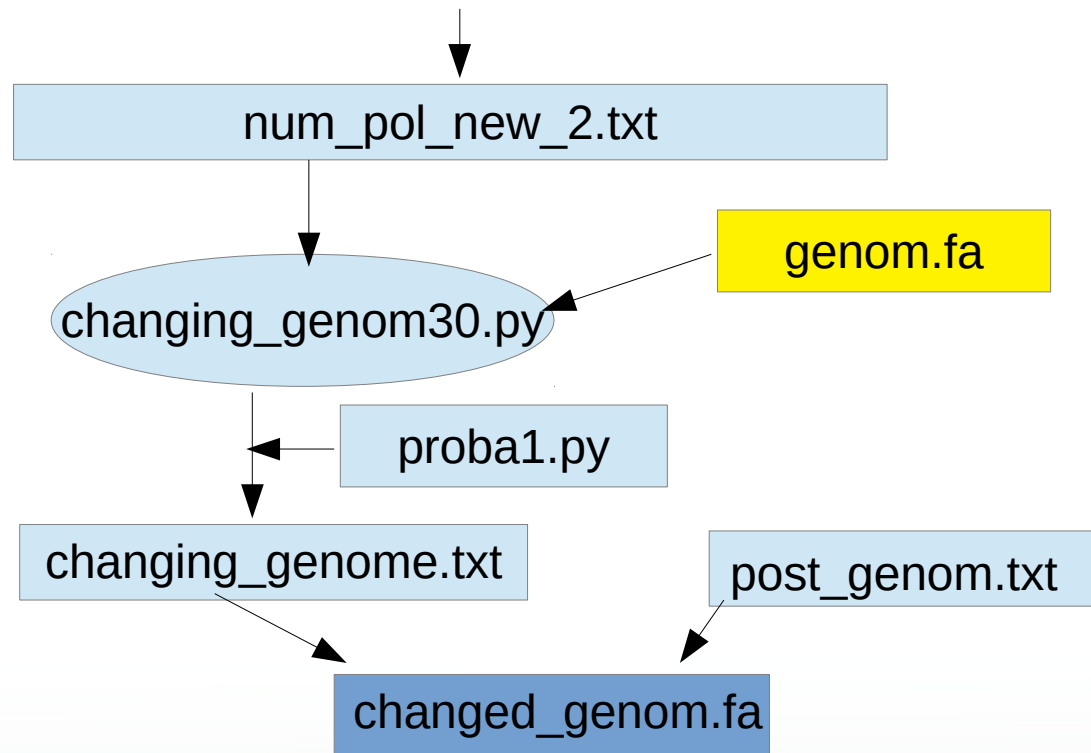 num_pol_new_2.txt
genom.fa
changing_genom30.py
proba1.py
changing_genome.txt
post_genom.txt
changed_genom.fa